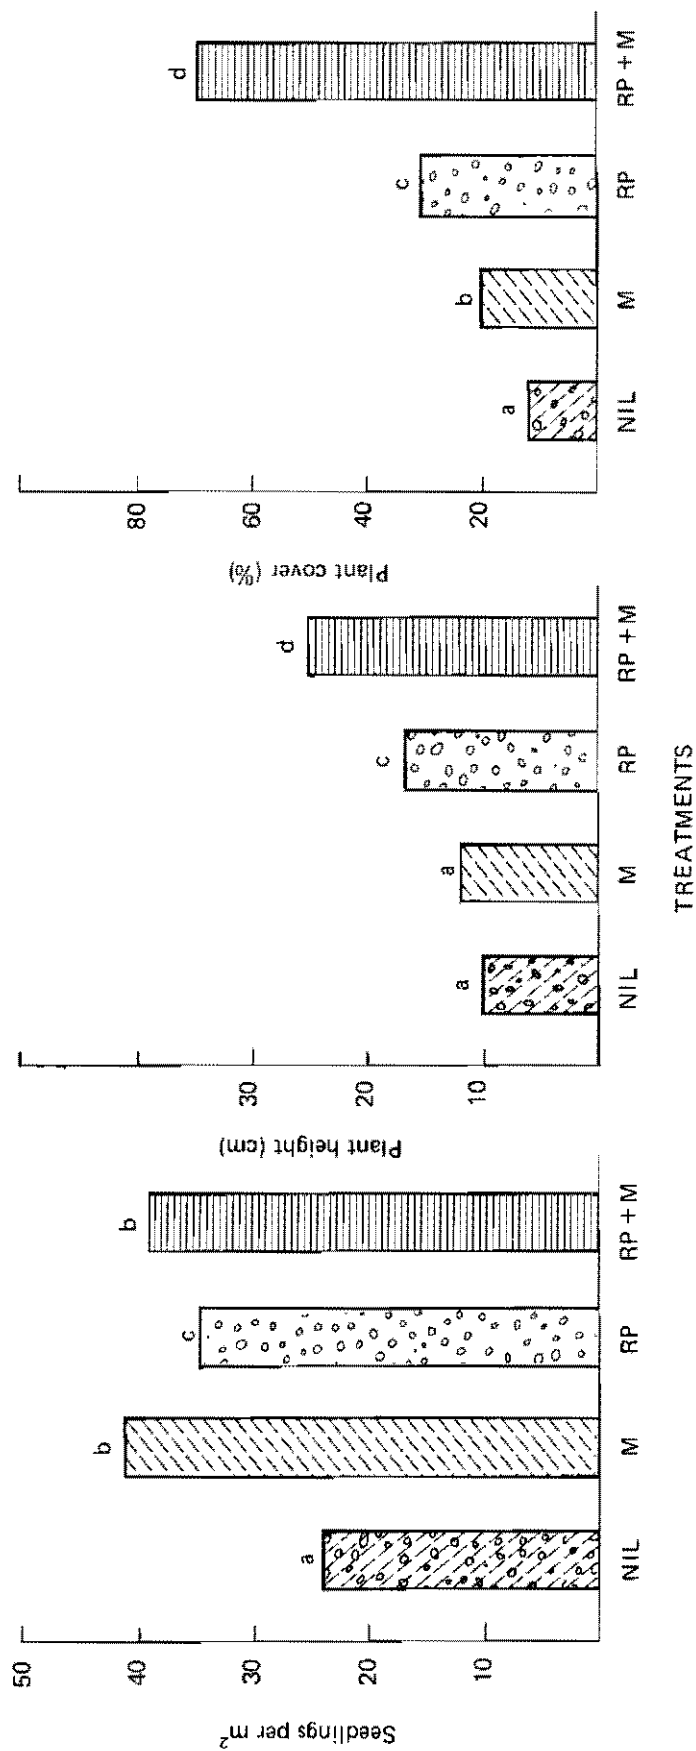 Seedlings per m²
50
40
30
20
10
a
b
c
b
NIL
M
RP
RP + M
Plant height (cm)
30
20
10
a
a
c
d
NIL
M
RP
RP + M
Plant cover (%)
80
60
40
20
a
b
c
d
NIL
M
RP
RP + M
TREATMENTS